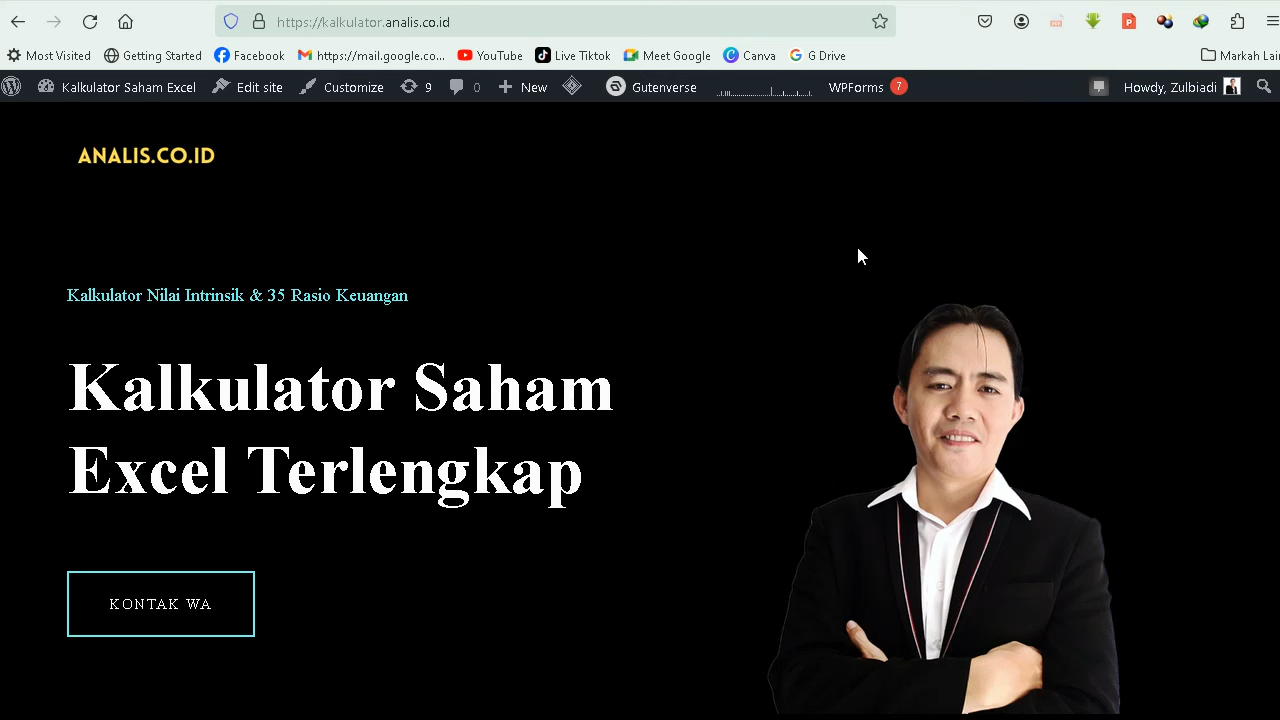 https://kalkulator.analis.co.id
Most Visited
Getting Started
Facebook
https://mail.google.co...
YouTube
Live Tiktok
Meet Google
Canva
G Drive
Markah Lain
Kalkulator Saham Excel
Edit site
Customize
9
0
New
Gutenverse
WPForms
7
Howdy, Zulbiadi
ANALIS.CO.ID
Kalkulator Nilai Intrinsik & 35 Rasio Keuangan
Kalkulator Saham
Excel Terlengkap
KONTAK WA